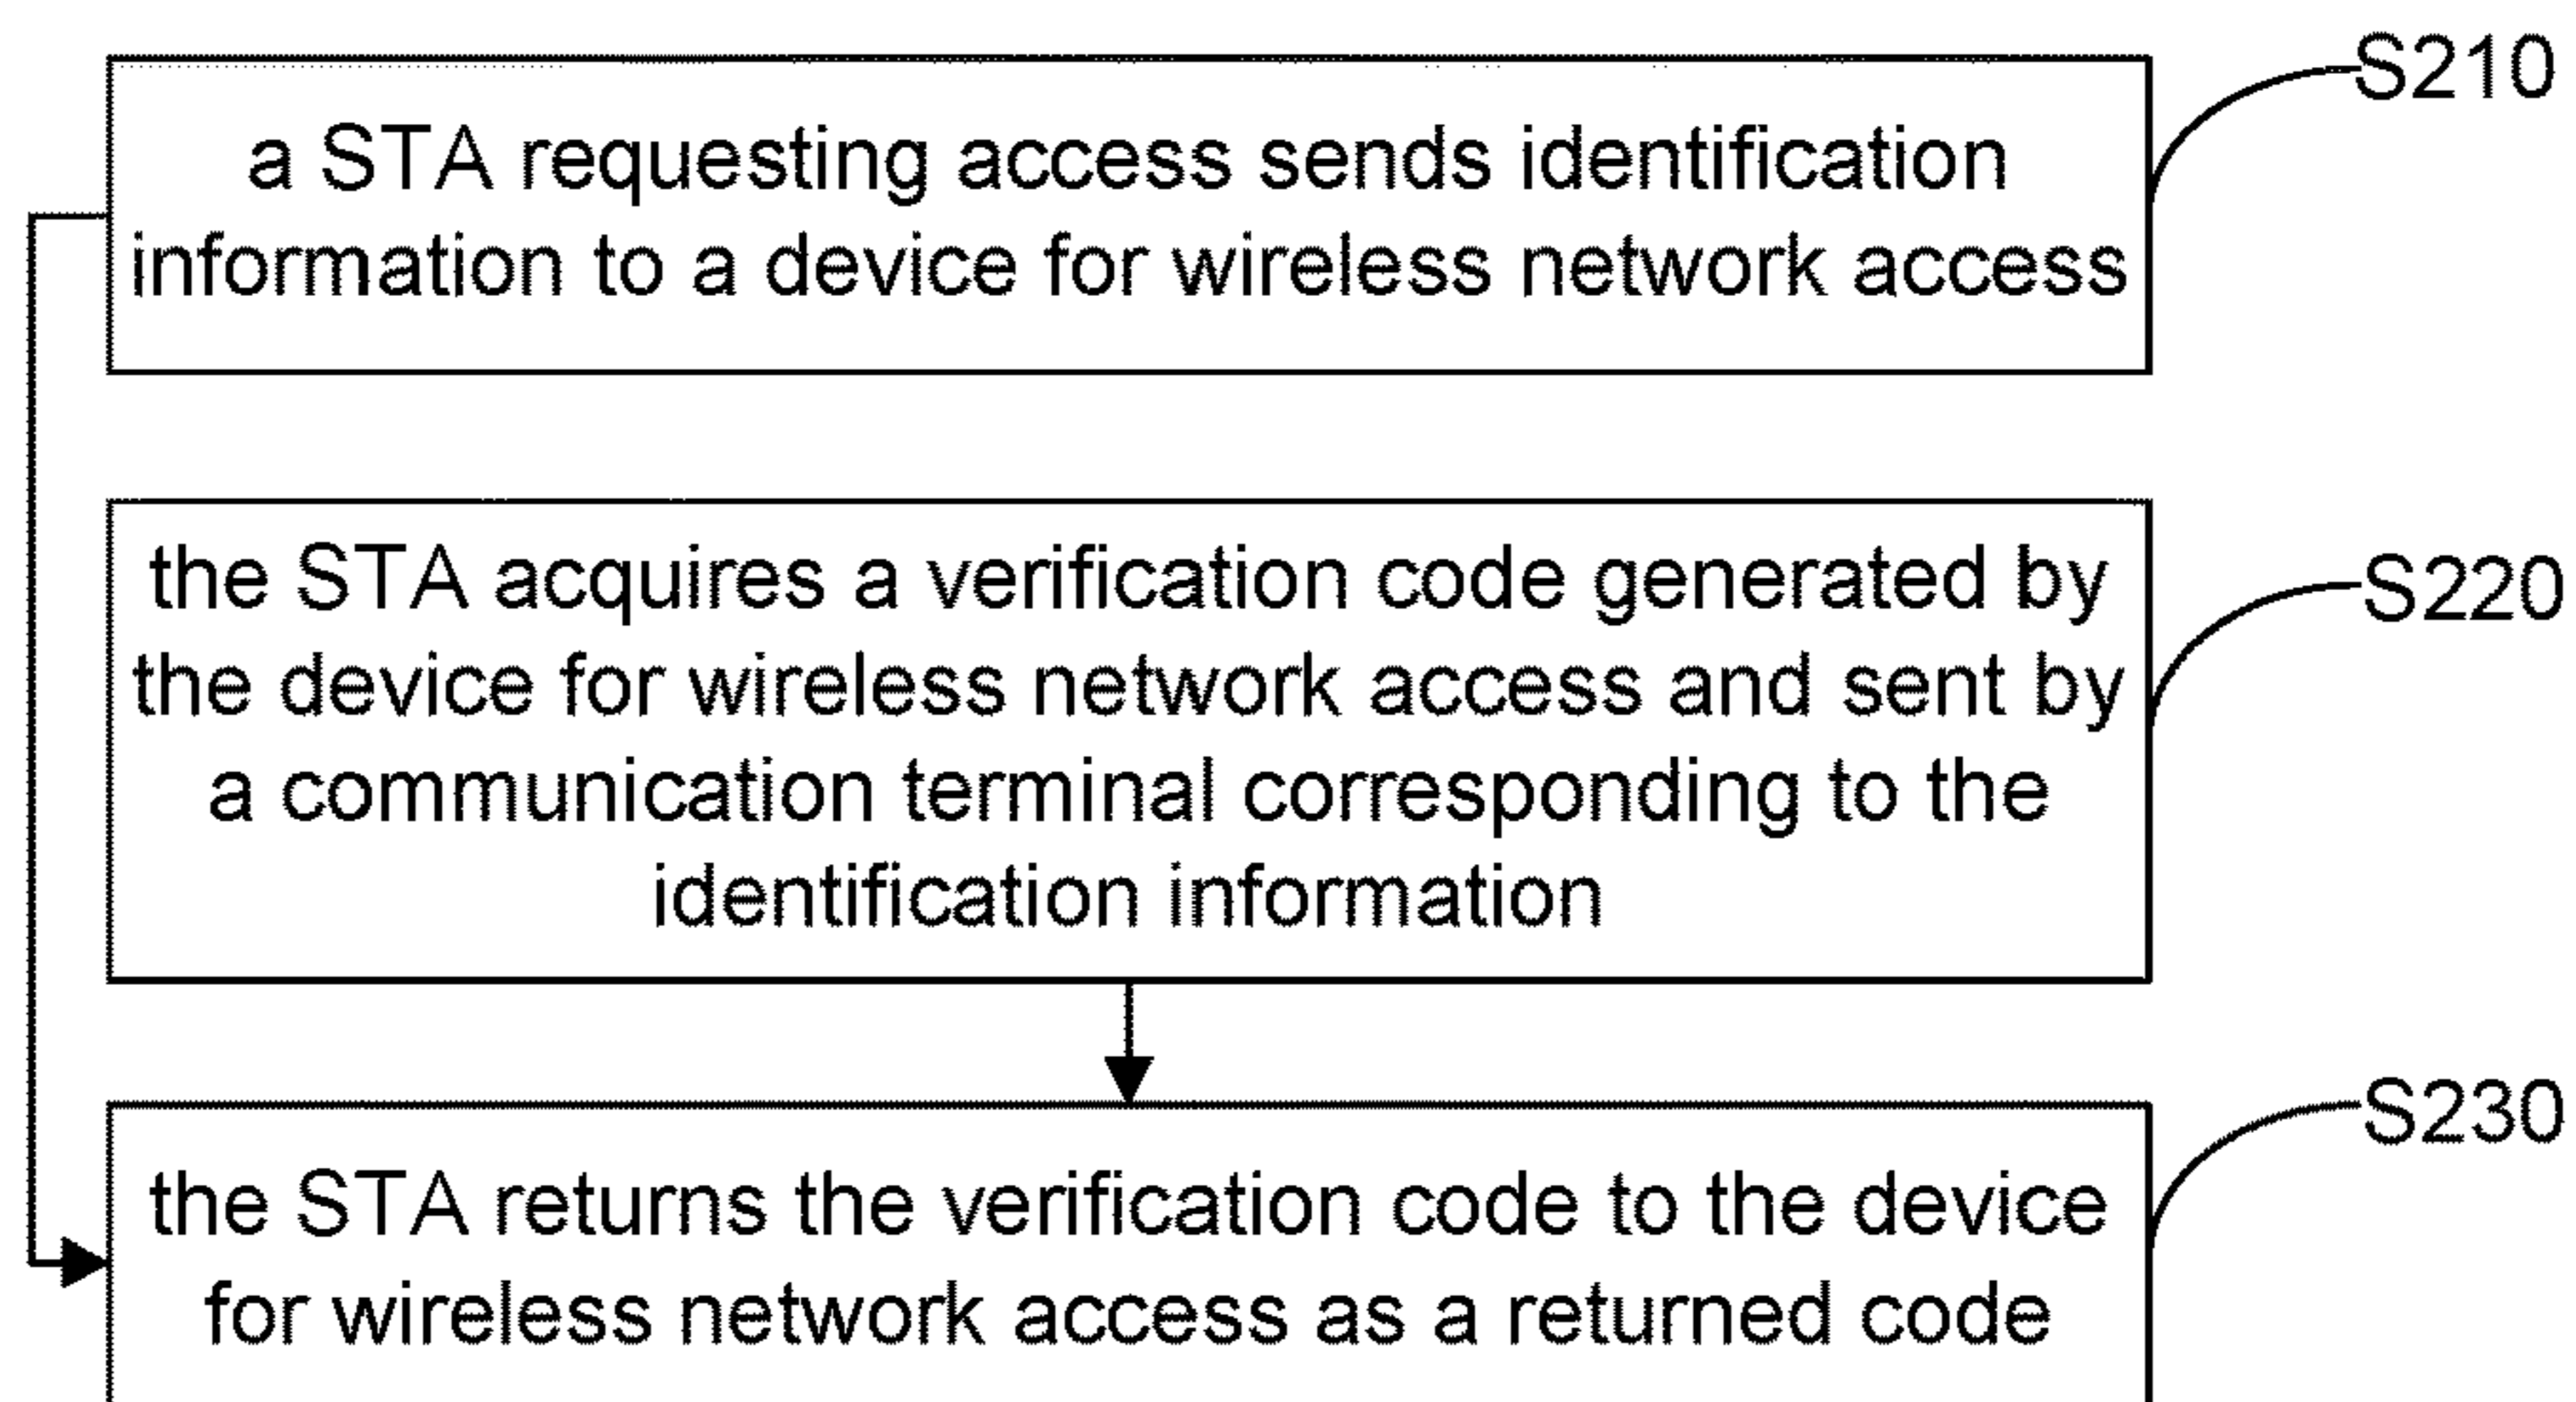 S210
a STA requesting access sends identification
information to a device for wireless network access
S220
the STA acquires a verification code generated by
the device for wireless network access and sent by
a communication terminal corresponding to the
identification information
S230
the STA returns the verification code to the device
for wireless network access as a returned code